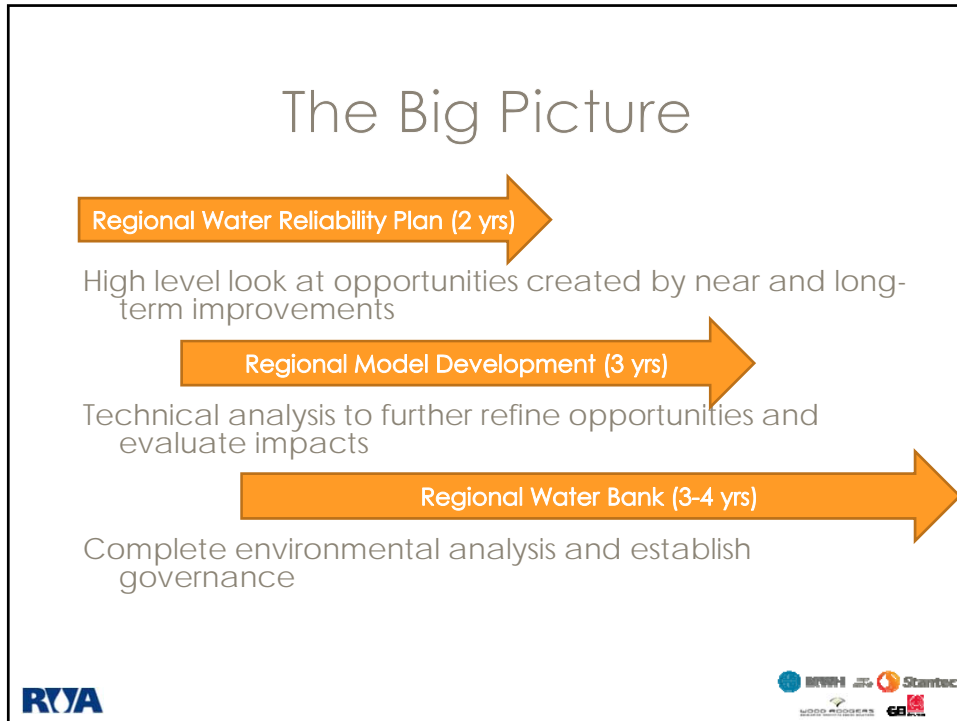 The Big Picture
Regional Water Reliability Plan (2 yrs)
High level look at opportunities created by near and long-
term improvements
Regional Model Development (3 yrs)
Technical analysis to further refine opportunities and
evaluate impacts
Regional Water Bank (3-4 yrs)
Complete environmental analysis and establish
governance
RWA
MWH
Stantec
WOOD RODGERS